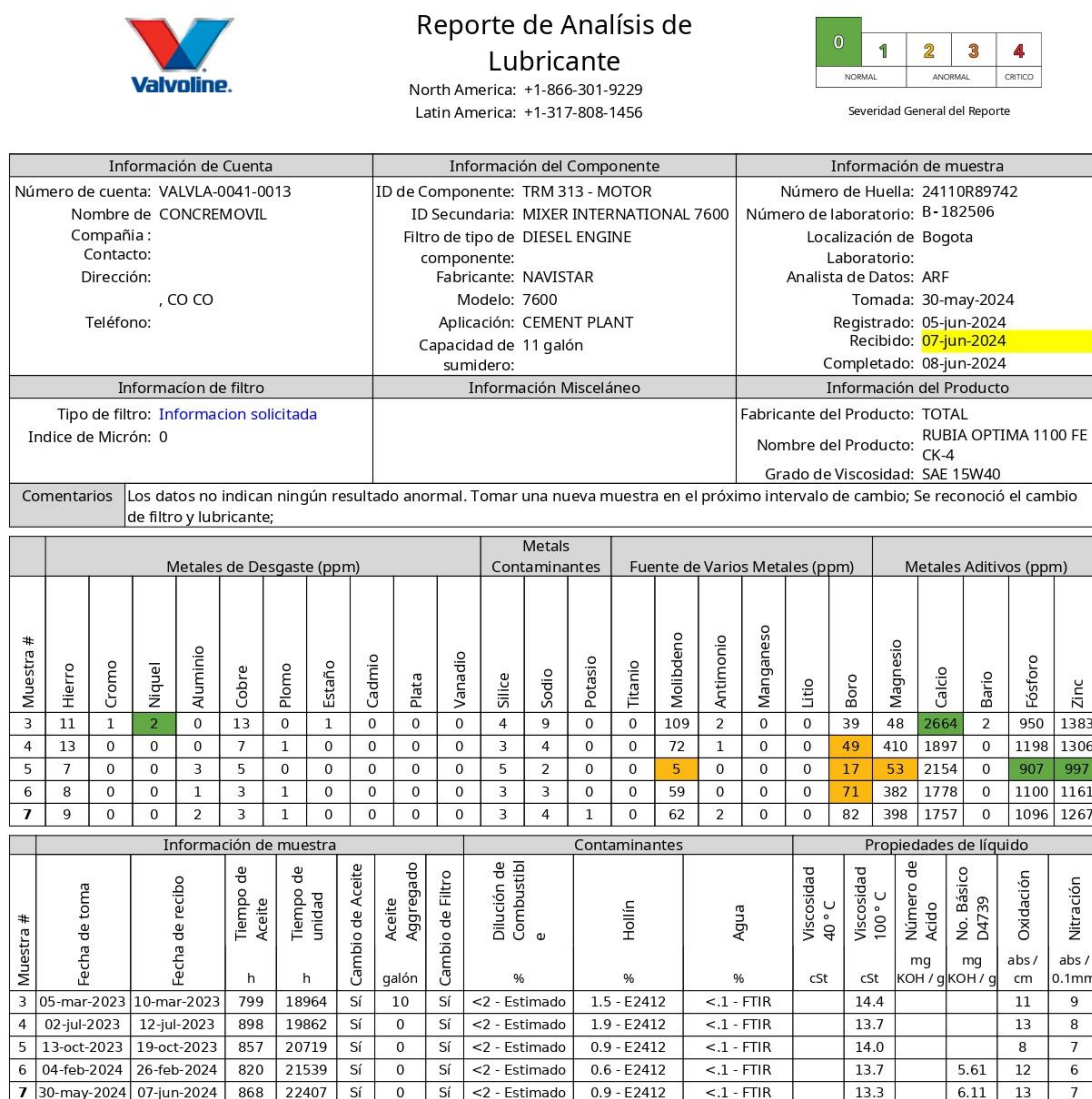 Valvoline.
Reporte de Analísis de
Lubricante
North America: +1-866-301-9229
Latin America: +1-317-808-1456
0 1 2 3 4
NORMAL ANORMAL CRITICO
Severidad General del Reporte
Información de Cuenta
Número de cuenta: VALVLA-0041-0013
Nombre de CONCREMOVIL
Compañia :
Contacto:
Dirección:
, CO CO
Teléfono:
Información del Componente
ID de Componente: TRM 313 - MOTOR
ID Secundaria: MIXER INTERNATIONAL 7600
Filtro de tipo de DIESEL ENGINE
componente:
Fabricante: NAVISTAR
Modelo: 7600
Aplicación: CEMENT PLANT
Capacidad de 11 galón
sumidero:
Información de muestra
Número de Huella: 24110R89742
Número de laboratorio: B-182506
Localización de Bogota
Laboratorio:
Analista de Datos: ARF
Tomada: 30-may-2024
Registrado: 05-jun-2024
Recibido: 07-jun-2024
Completado: 08-jun-2024
Informacíon de filtro
Tipo de filtro: Informacion solicitada
Indice de Micrón: 0
Información Misceláneo
Información del Producto
Fabricante del Producto: TOTAL
Nombre del Producto: RUBIA OPTIMA 1100 FE
CK-4
Grado de Viscosidad: SAE 15W40
Comentarios Los datos no indican ningún resultado anormal. Tomar una nueva muestra en el próximo intervalo de cambio; Se reconoció el cambio
de filtro y lubricante;
Metales de Desgaste (ppm) Metals Contaminantes Fuente de Varios Metales (ppm) Metales Aditivos (ppm)
Muestra # Hierro Cromo Niquel Aluminio Cobre Plomo Estaño Cadmio Plata Vanadio Silice Sodio Potasio Titanio Molibdeno Antimonio Manganeso Litio Boro Magnesio Calcio Bario Fósforo Zinc
3 11 1 2 0 13 0 1 0 0 0 4 9 0 0 109 2 0 0 39 48 2664 2 950 1383
4 13 0 0 0 7 1 0 0 0 0 3 4 0 0 72 1 0 0 49 410 1897 0 1198 1306
5 7 0 0 3 5 0 0 0 0 0 5 2 0 0 5 0 0 0 17 53 2154 0 907 997
6 8 0 0 1 3 1 0 0 0 0 3 3 0 0 59 0 0 0 71 382 1778 0 1100 1161
7 9 0 0 2 3 1 0 0 0 0 3 4 1 0 62 2 0 0 82 398 1757 0 1096 1267
Información de muestra Contaminantes Propiedades de líquido
Muestra # Fecha de toma Fecha de recibo Tiempo de Aceite Tiempo de unidad Cambio de Aceite Aceite Aggregado Cambio de Filtro Dilución de Combustible Hollín Agua Viscosidad 40 ° C Viscosidad 100 ° C Número de Acido No. Básico D4739 Oxidación Nitración
h h galón % % % cSt cSt mg KOH / g mg KOH / g abs / cm abs / 0.1mm
3 05-mar-2023 10-mar-2023 799 18964 Sí 10 Sí <2 - Estimado 1.5 - E2412 <.1 - FTIR 14.4 11 9
4 02-jul-2023 12-jul-2023 898 19862 Sí 0 Sí <2 - Estimado 1.9 - E2412 <.1 - FTIR 13.7 13 8
5 13-oct-2023 19-oct-2023 857 20719 Sí 0 Sí <2 - Estimado 0.9 - E2412 <.1 - FTIR 14.0 8 7
6 04-feb-2024 26-feb-2024 820 21539 Sí 0 Sí <2 - Estimado 0.6 - E2412 <.1 - FTIR 13.7 5.61 12 6
7 30-may-2024 07-jun-2024 868 22407 Sí 0 Sí <2 - Estimado 0.9 - E2412 <.1 - FTIR 13.3 6.11 13 7